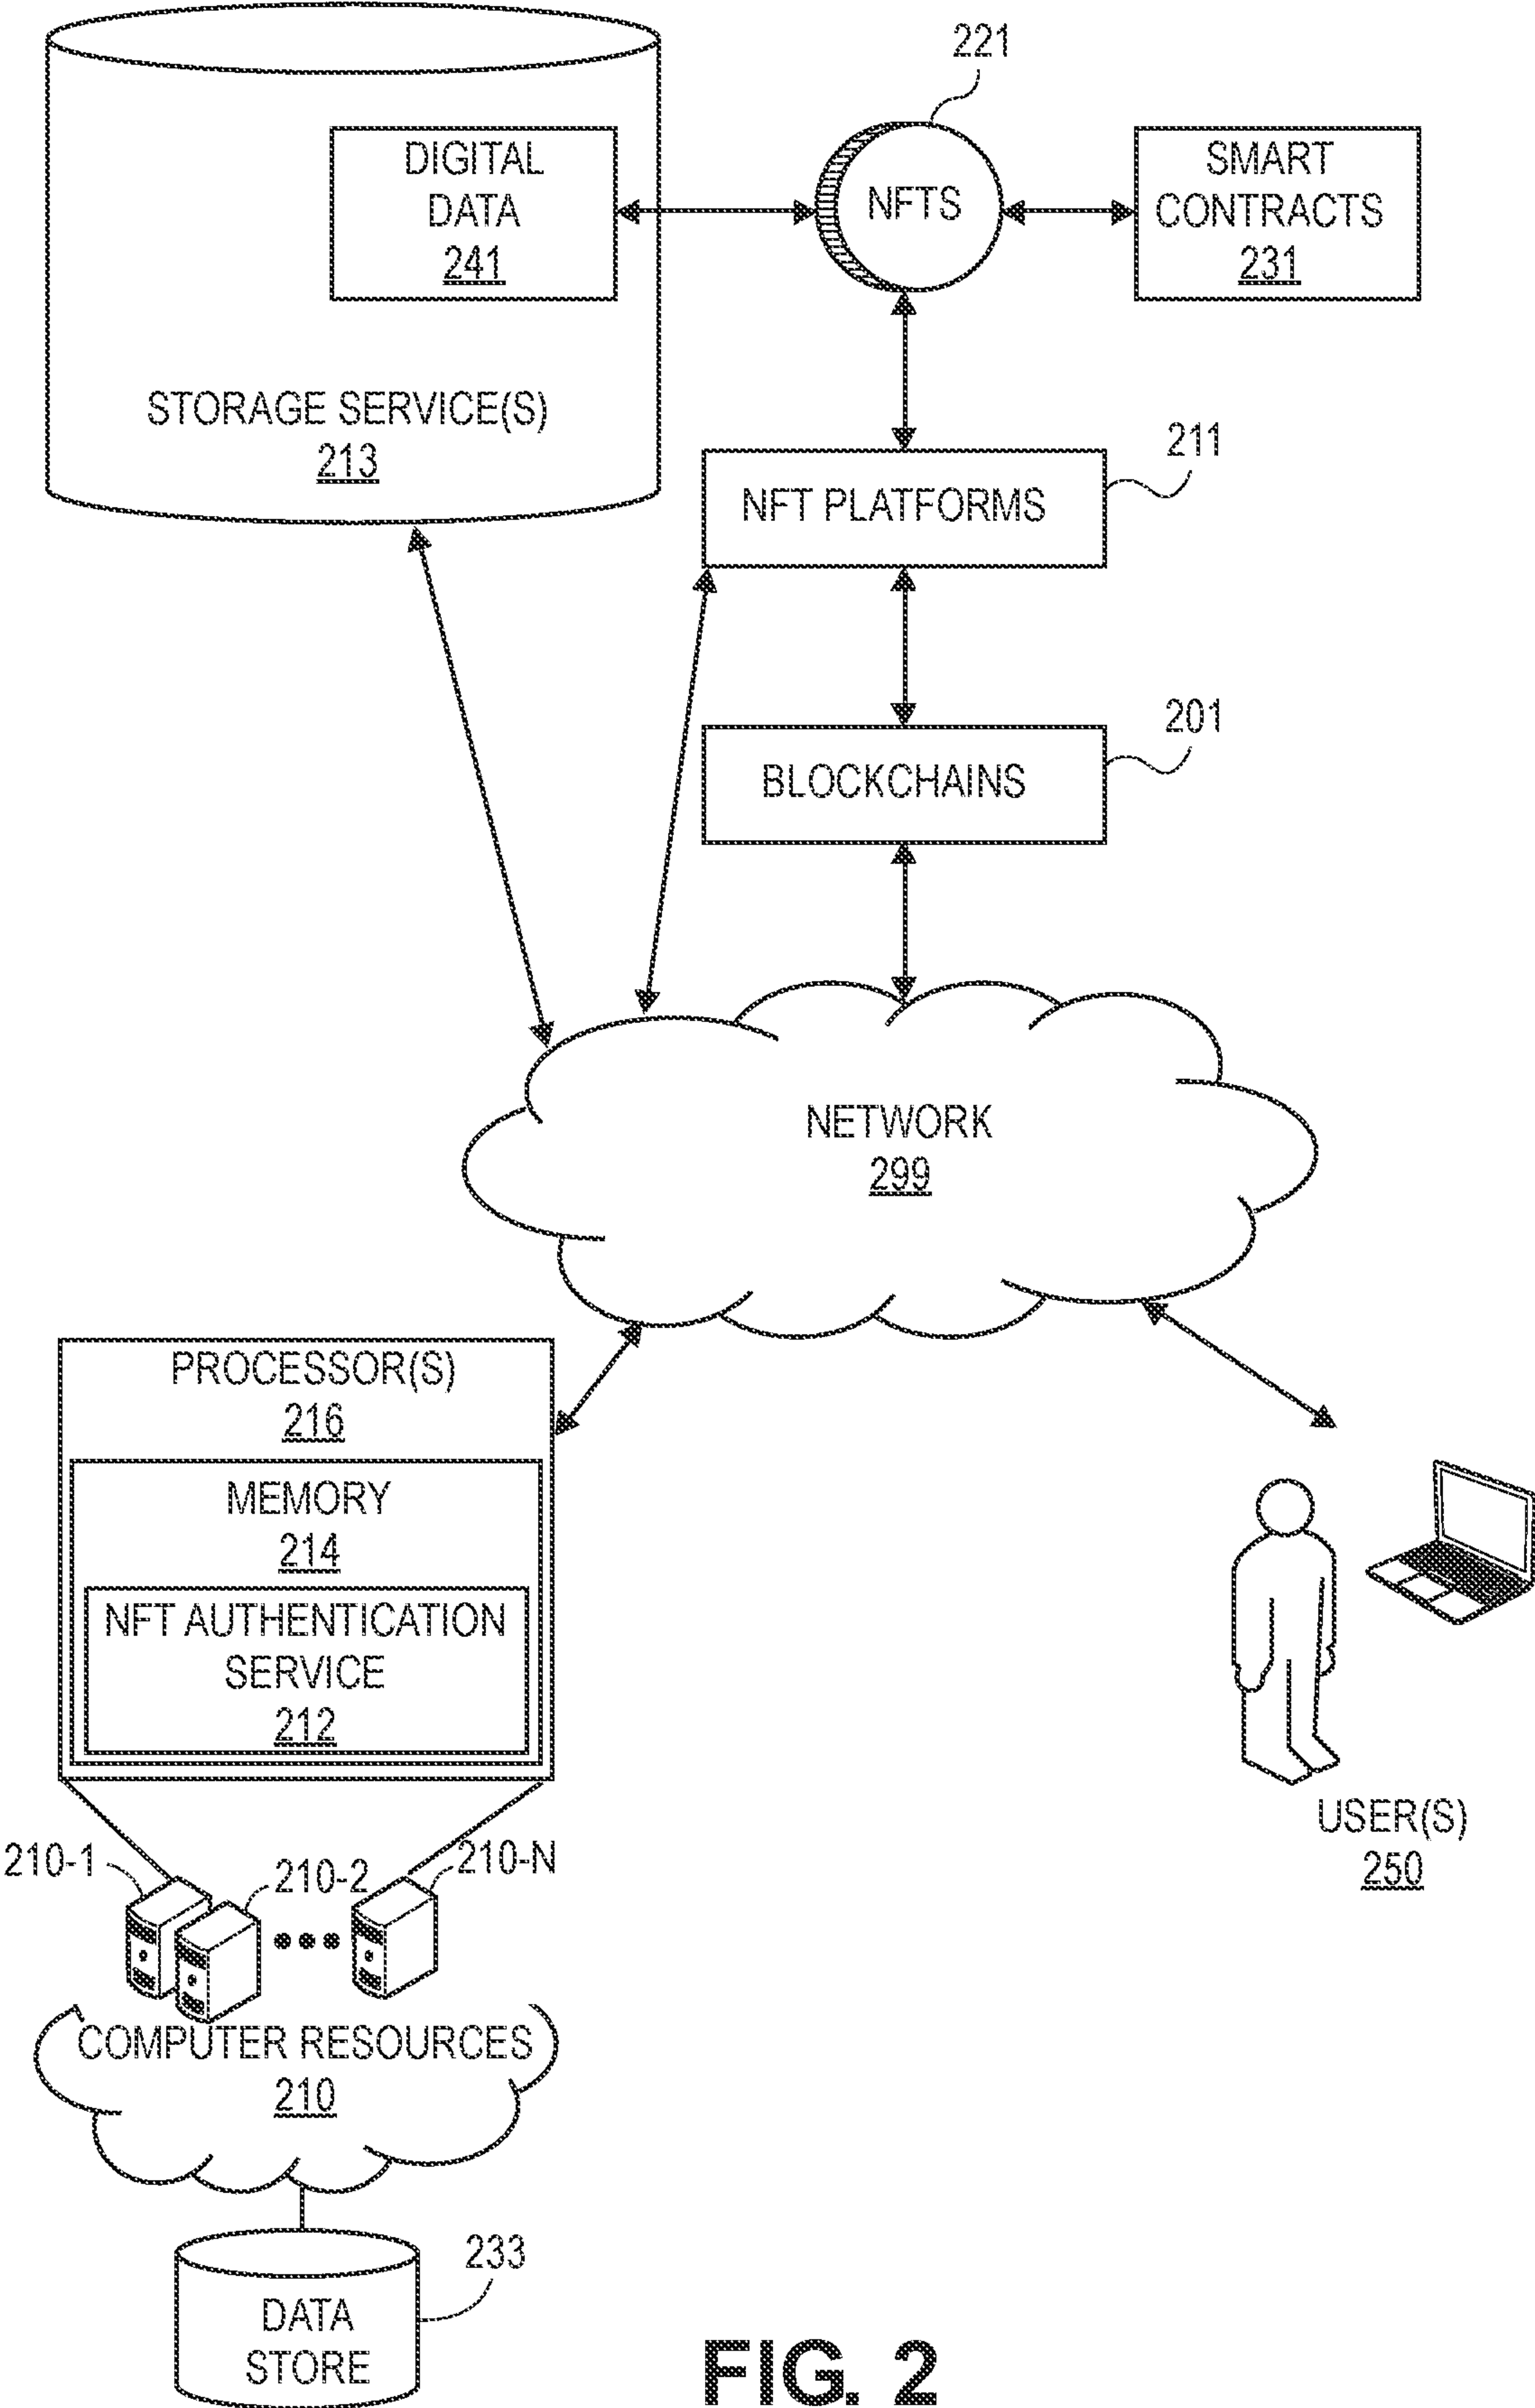 221
DIGITAL
DATA
241
NFTS
SMART
CONTRACTS
231
STORAGE SERVICE(S)
213
211
NFT PLATFORMS
201
BLOCKCHAINS
NETWORK
299
PROCESSOR(S)
216
MEMORY
214
NFT AUTHENTICATION
SERVICE
212
USER(S)
250
210-1
210-2
210-N
COMPUTER RESOURCES
210
233
DATA
STORE
FIG. 2